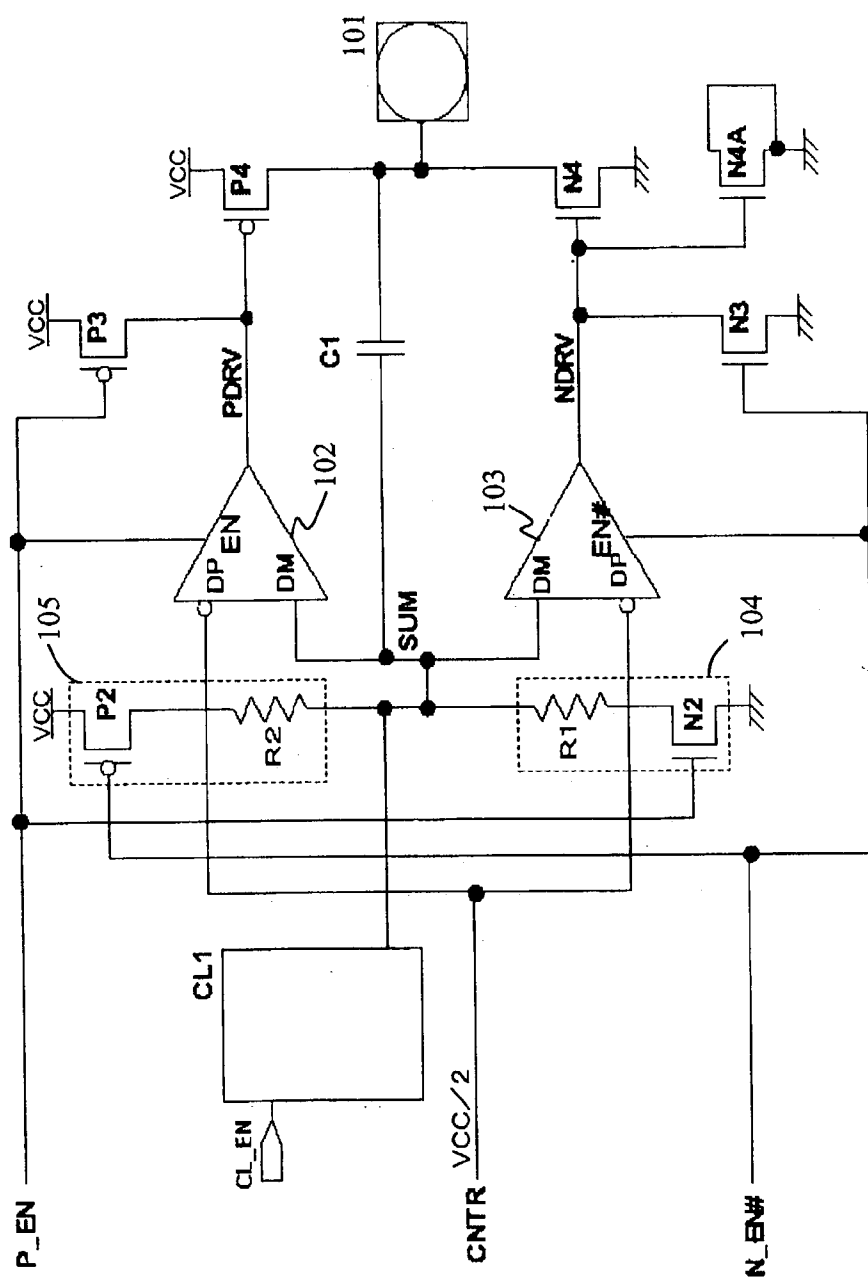 P_EN
CL_EN
CL1
CNTR
VCC/2
N_EN#
105
VCC
P2
R2
R1
N2
104
DP
EN
DM
102
SUM
DM
EN#
DP
103
VCC
P3
PDRV
C1
NDRV
N3
VCC
P4
N4
N4A
101